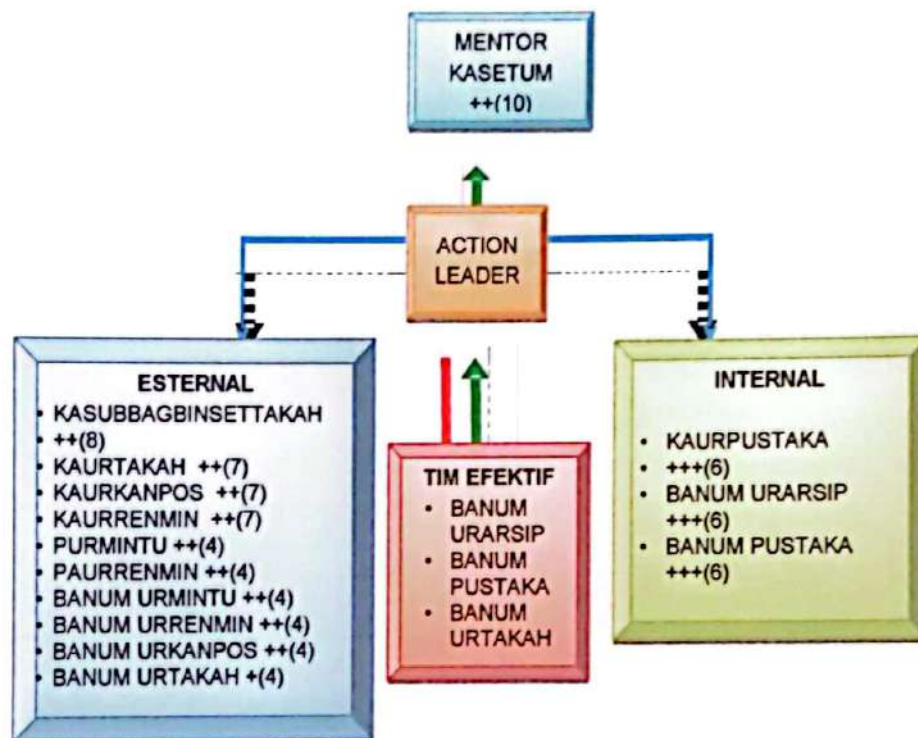 MENTOR
KASETUM
++(10)
ACTION
LEADER
ESTERNAL
• KASUBBAGBINSETTAKAH
• ++(8)
• KAURTAKAH ++(7)
• KAURKANPOS ++(7)
• KAURRENMIN ++(7)
• PURMINTU ++(4)
• PAURRENMIN ++(4)
• BANUM URMINTU ++(4)
• BANUM URRENMIN ++(4)
• BANUM URKANPOS ++(4)
• BANUM URTAKAH +(4)
TIM EFEKTIF
• BANUM
URARSIP
• BANUM
PUSTAKA
• BANUM
URTAKAH
INTERNAL
• KAURPUSTAKA
• +++(6)
• BANUM URARSIP
+++(6)
• BANUM PUSTAKA
+++(6)